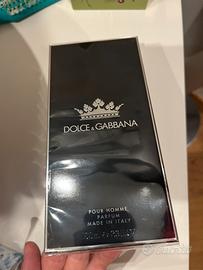 DOLCE & GABBANA
POUR HOMME
PARFUM
MADE IN ITALY